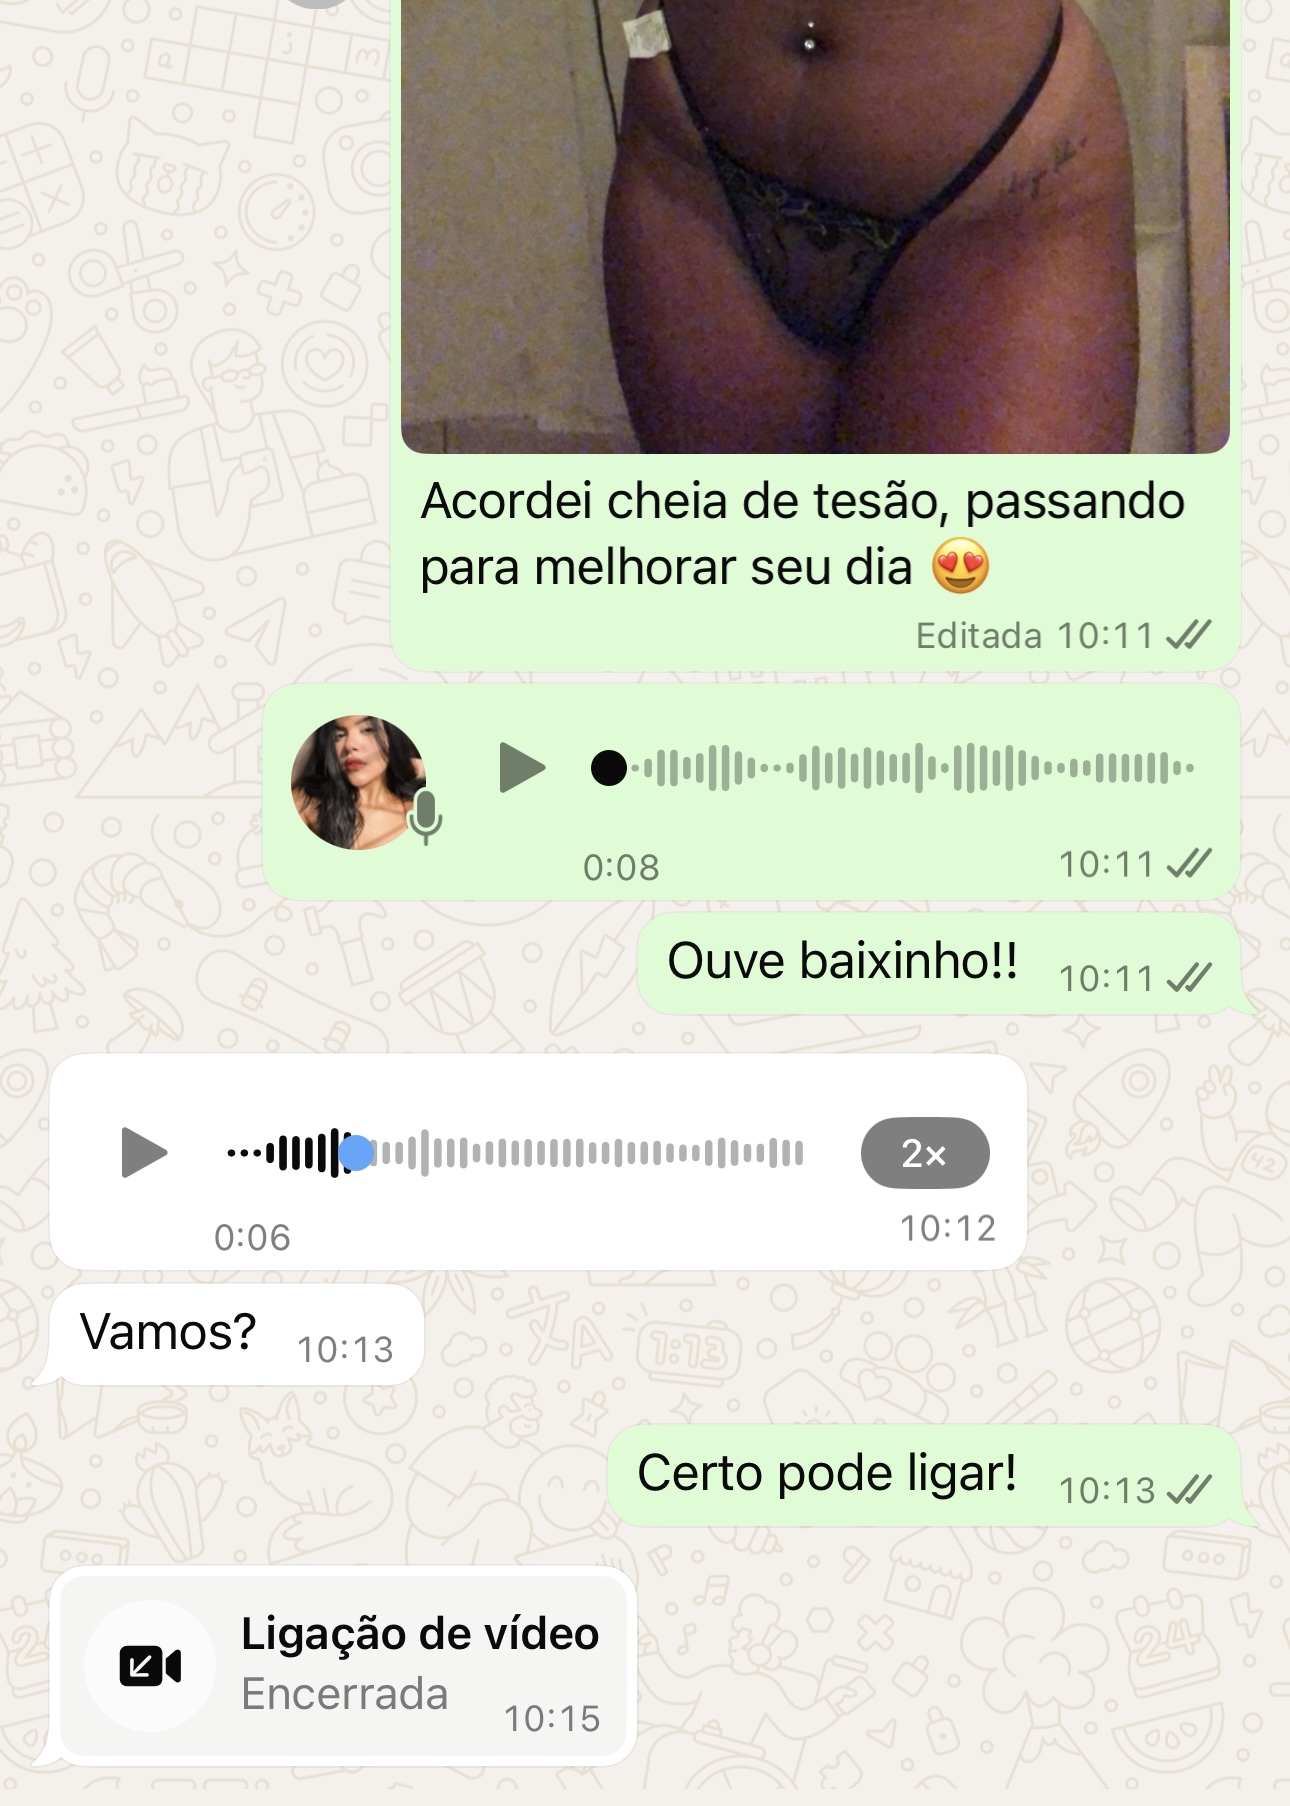 Acordei cheia de tesão, passando
para melhorar seu dia 😍
Editada 10:11
0:08 10:11
Ouve baixinho!! 10:11
2×
0:06 10:12
Vamos? 10:13
Certo pode ligar! 10:13
Ligação de vídeo
Encerrada 10:15